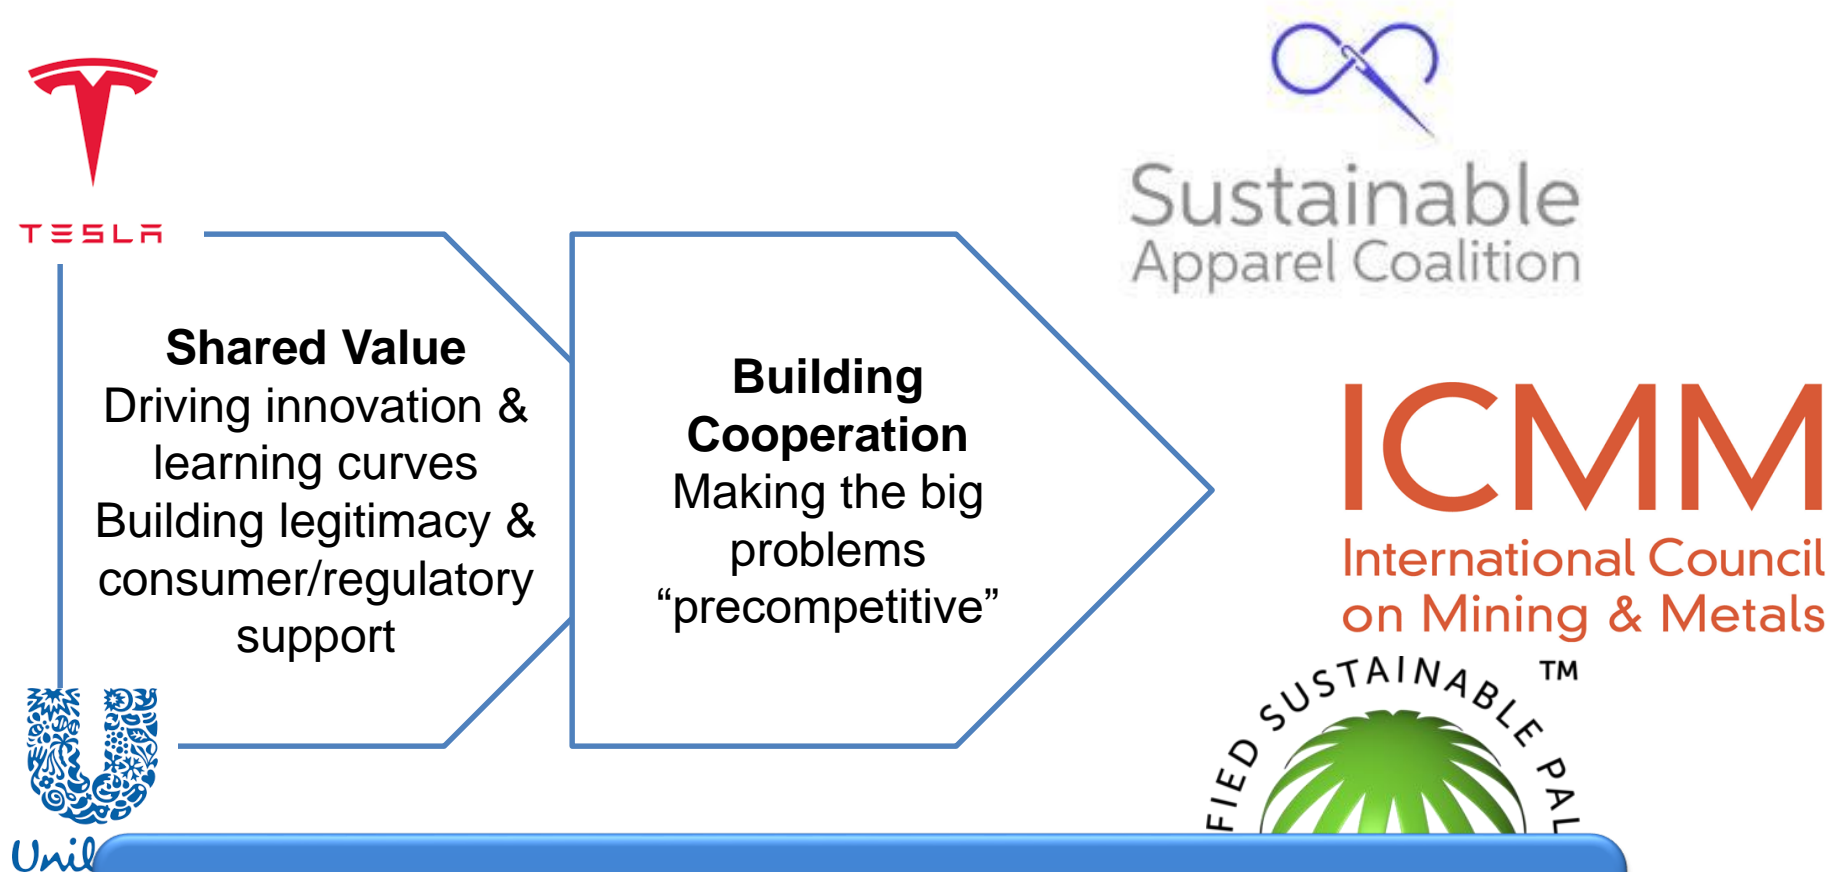 TESLA
Shared Value
Driving innovation &
learning curves
Building legitimacy &
consumer/regulatory
support
Building
Cooperation
Making the big
problems
“precompetitive”
Sustainable
Apparel Coalition
ICMM
International Council
on Mining & Metals
SUSTAINABLE
TM